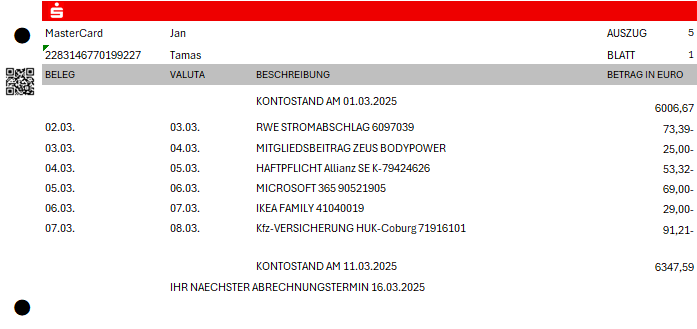 MasterCard Jan AUSZUG 5
2283146770199227 Tamas BLATT 1
BELEG VALUTA BESCHREIBUNG BETRAG IN EURO
KONTOSTAND AM 01.03.2025 6006,67
02.03. 03.03. RWE STROMABSCHLAG 6097039 73,39-
03.03. 04.03. MITGLIEDSBEITRAG ZEUS BODYPOWER 25,00-
04.03. 05.03. HAFTPFLICHT Allianz SE K-79424626 53,32-
05.03. 06.03. MICROSOFT 365 90521905 69,00-
06.03. 07.03. IKEA FAMILY 41040019 29,00-
07.03. 08.03. Kfz-VERSICHERUNG HUK-Coburg 71916101 91,21-
KONTOSTAND AM 11.03.2025 6347,59
IHR NAECHSTER ABRECHNUNGSTERMIN 16.03.2025